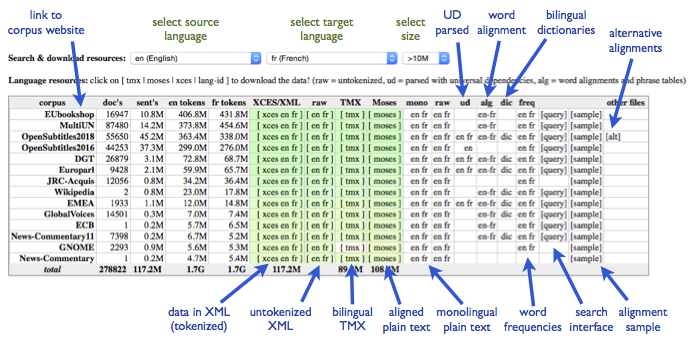 link to corpus website
select source language
select target language
select size
UD parsed
word alignment
bilingual dictionaries
alternative alignments
Search & download resources: en (English) fr (French) >10M
Language resources: click on [ tmx | moses | xces | lang-id ] to download the data! (raw = untokenized, ud = parsed with universal dependencies, alg = word alignments and phrase tables)
corpus doc's sent's en tokens fr tokens XCES/XML raw TMX Moses mono raw ud alg dic freq other files
EUbookshop 16947 10.8M 406.8M 431.8M [ xces en fr ] [ en fr ] [ tmx ] [ moses ] en fr en fr en-fr en fr [query] [sample]
MultiUN 87480 14.2M 373.8M 454.6M [ xces en fr ] [ en fr ] [ tmx ] [ moses ] en fr en fr en-fr dic en fr [query] [sample]
OpenSubtitles2018 55650 45.2M 363.4M 338.0M [ xces en fr ] [ en fr ] [ tmx ] [ moses ] en fr en fr en fr en-fr dic en fr [query] [sample] [alt]
OpenSubtitles2016 44253 37.3M 299.0M 276.0M [ xces en fr ] [ en fr ] [ tmx ] [ moses ] en fr en fr en en fr [query] [sample]
DGT 26879 3.1M 72.8M 68.7M [ xces en fr ] [ en fr ] [ tmx ] [ moses ] en fr en fr en fr en-fr dic en fr [query] [sample]
Europarl 9428 2.1M 59.9M 65.7M [ xces en fr ] [ en fr ] [ tmx ] [ moses ] en fr en fr en fr en-fr dic en fr [query] [sample]
JRC-Acquis 12056 0.8M 34.2M 36.4M [ xces en fr ] [ en fr ] [ tmx ] [ moses ] en fr en fr en fr [sample]
Wikipedia 2 0.8M 23.0M 17.8M [ xces en fr ] [ en fr ] [ tmx ] [ moses ] en fr en fr en-fr dic en fr [query] [sample]
EMEA 1933 1.1M 12.0M 14.8M [ xces en fr ] [ en fr ] [ tmx ] [ moses ] en fr en fr en fr en-fr dic en fr [query] [sample]
GlobalVoices 14501 0.3M 7.0M 7.4M [ xces en fr ] [ en fr ] [ tmx ] [ moses ] en fr en fr en-fr dic en fr [query] [sample]
ECB 1 0.2M 5.7M 6.5M [ xces en fr ] [ en fr ] [ tmx ] [ moses ] en fr en fr en-fr en fr [query] [sample]
News-Commentary11 7398 0.2M 6.7M 5.2M [ xces en fr ] [ en fr ] [ tmx ] [ moses ] en fr en fr en-fr dic en fr [query] [sample]
GNOME 2293 0.9M 5.6M 5.3M [ xces en fr ] [ en fr ] [ tmx ] [ moses ] en fr en fr en fr [query] [sample]
News-Commentary 1 0.2M 4.7M 5.4M [ xces en fr ] [ en fr ] [ tmx ] [ moses ] en fr en fr [sample]
total 278822 117.2M 1.7G 1.7G 117.2M
data in XML (tokenized)
untokenized XML
bilingual TMX
aligned plain text
monolingual plain text
word frequencies
search interface
alignment sample